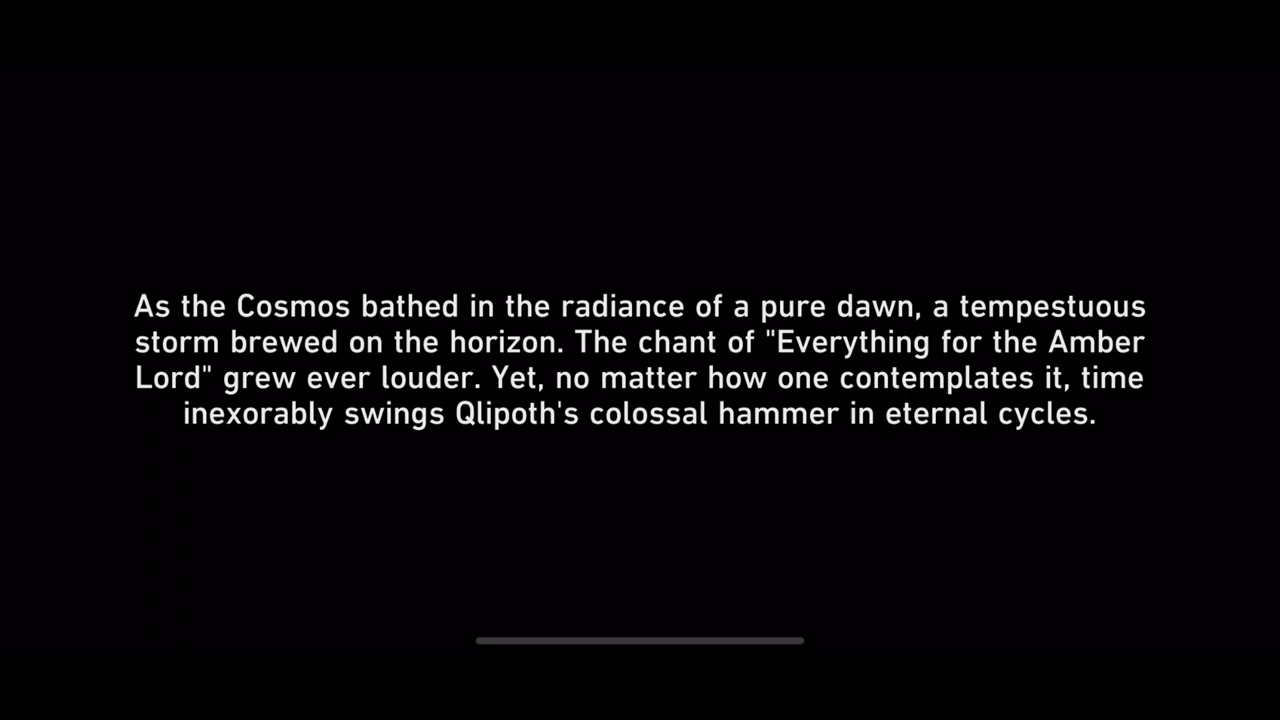 As the Cosmos bathed in the radiance of a pure dawn, a tempestuous
storm brewed on the horizon. The chant of "Everything for the Amber
Lord" grew ever louder. Yet, no matter how one contemplates it, time
inexorably swings Qlipoth's colossal hammer in eternal cycles.